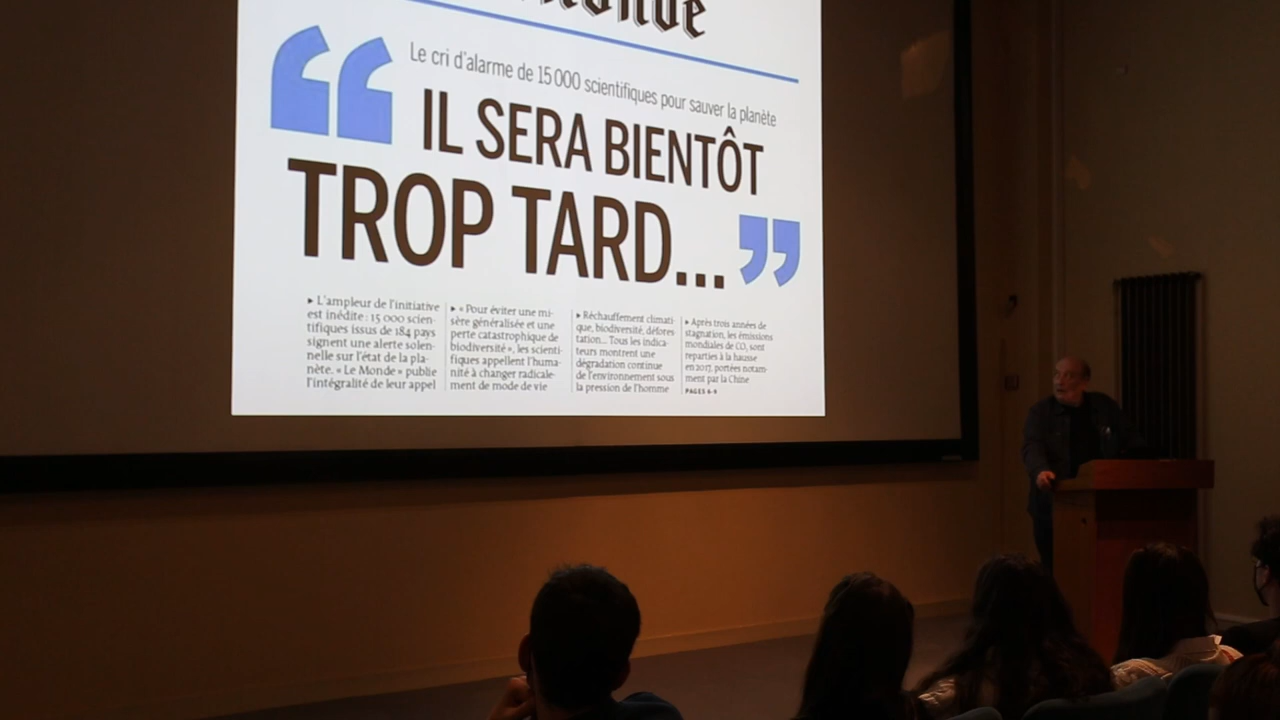 Monde
Le cri d'alarme de 15 000 scientifiques pour sauver la planète
“ IL SERA BIENTÔT
TROP TARD... ”
▸ L'ampleur de l'initiative
est inédite : 15 000 scien-
tifiques issus de 184 pays
signent une alerte solen-
nelle sur l'état de la pla-
nète. « Le Monde » publie
l'intégralité de leur appel
▸ « Pour éviter une mi-
sère généralisée et une
perte catastrophique de
biodiversité », les scienti-
fiques appellent l'huma-
nité à changer radicale-
ment de mode de vie
▸ Réchauffement climati-
que, biodiversité, défores-
tation... Tous les indica-
teurs montrent une
dégradation continue
de l'environnement sous
la pression de l'homme
▸ Après trois années de
stagnation, les émissions
mondiales de CO₂ sont
reparties à la hausse
en 2017, portées notam-
ment par la Chine
PAGES 6-9